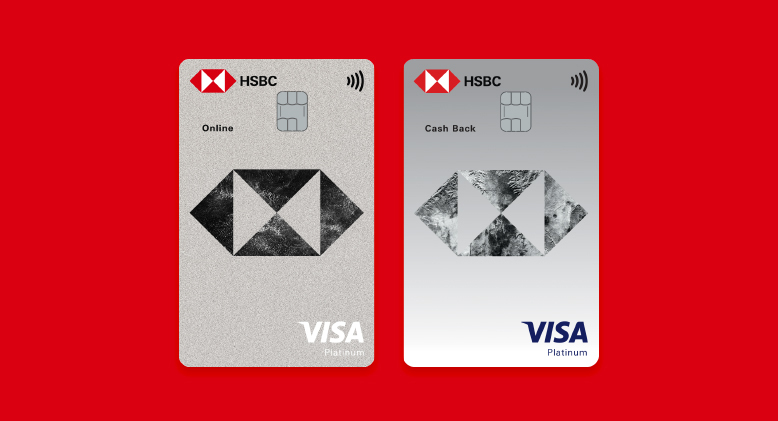 HSBC
Online
VISA
Platinum
HSBC
Cash Back
VISA
Platinum